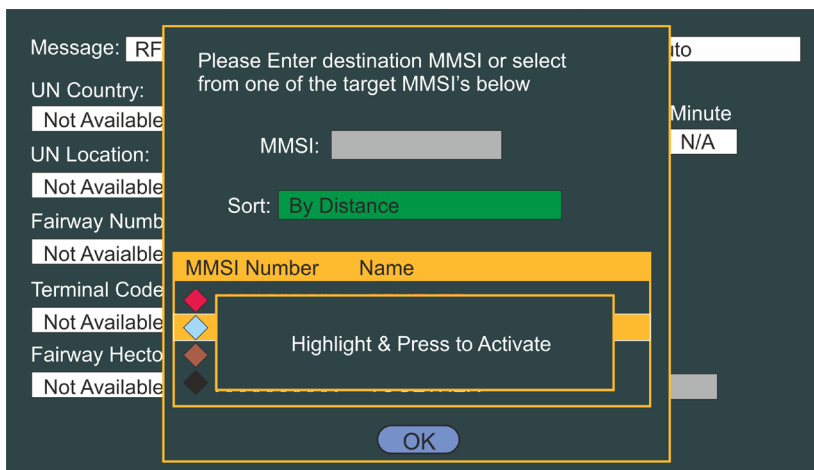 Message: RF
Please Enter destination MMSI or select
from one of the target MMSI's below
UN Country:
Not Available
Minute
N/A
MMSI:
UN Location:
Not Available
Sort: By Distance
Fairway Numb
Not Avaialble
MMSI Number Name
Terminal Code
Not Available
Highlight & Press to Activate
Fairway Hecto
Not Available
OK